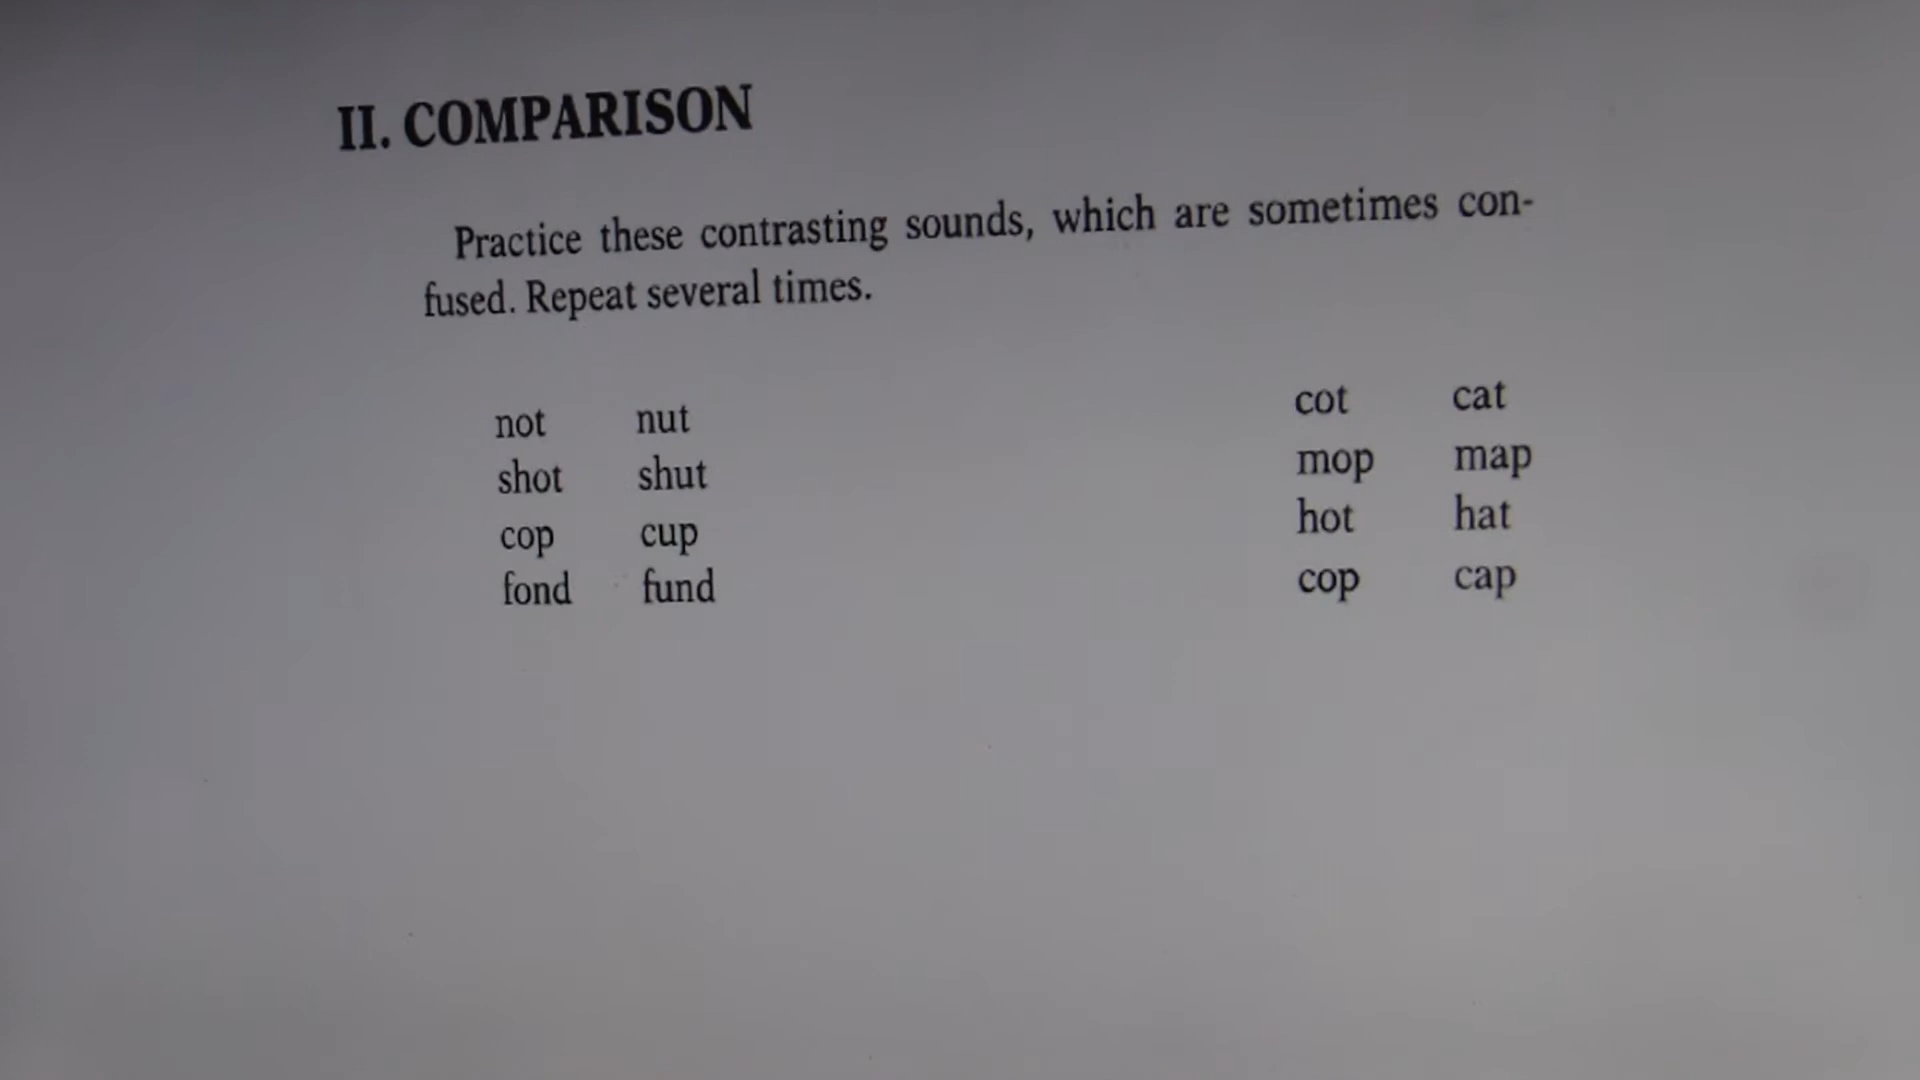 II. COMPARISON
Practice these contrasting sounds, which are sometimes con-
fused. Repeat several times.
not nut cot cat
shot shut mop map
cop cup hot hat
fond fund cop cap